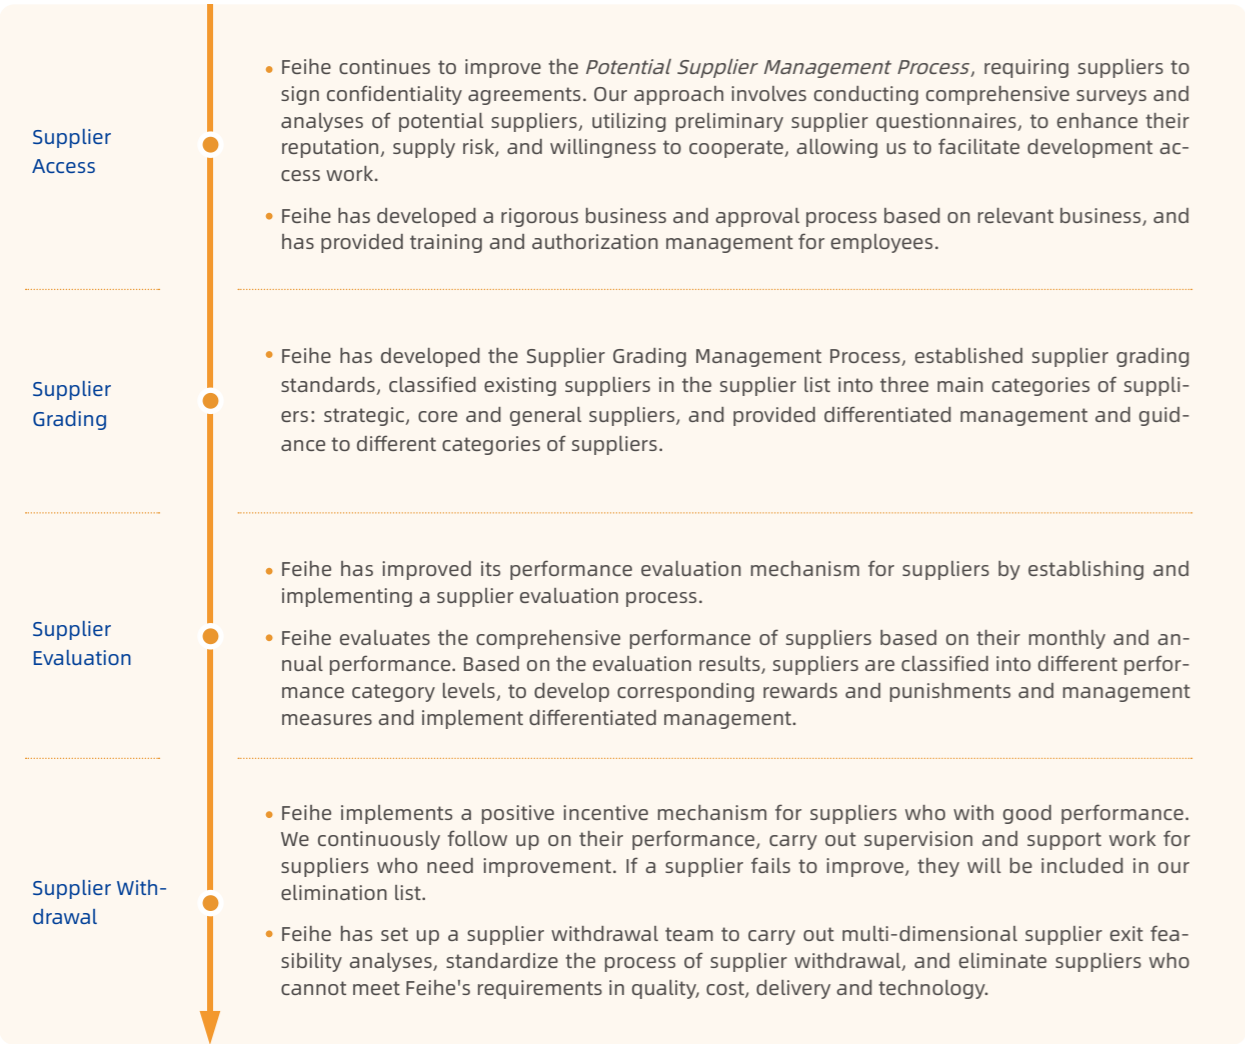 Supplier
Access
• Feihe continues to improve the Potential Supplier Management Process, requiring suppliers to
sign confidentiality agreements. Our approach involves conducting comprehensive surveys and
analyses of potential suppliers, utilizing preliminary supplier questionnaires, to enhance their
reputation, supply risk, and willingness to cooperate, allowing us to facilitate development ac-
cess work.
• Feihe has developed a rigorous business and approval process based on relevant business, and
has provided training and authorization management for employees.
Supplier
Grading
• Feihe has developed the Supplier Grading Management Process, established supplier grading
standards, classified existing suppliers in the supplier list into three main categories of suppli-
ers: strategic, core and general suppliers, and provided differentiated management and guid-
ance to different categories of suppliers.
Supplier
Evaluation
• Feihe has improved its performance evaluation mechanism for suppliers by establishing and
implementing a supplier evaluation process.
• Feihe evaluates the comprehensive performance of suppliers based on their monthly and an-
nual performance. Based on the evaluation results, suppliers are classified into different perfor-
mance category levels, to develop corresponding rewards and punishments and management
measures and implement differentiated management.
Supplier With-
drawal
• Feihe implements a positive incentive mechanism for suppliers who with good performance.
We continuously follow up on their performance, carry out supervision and support work for
suppliers who need improvement. If a supplier fails to improve, they will be included in our
elimination list.
• Feihe has set up a supplier withdrawal team to carry out multi-dimensional supplier exit fea-
sibility analyses, standardize the process of supplier withdrawal, and eliminate suppliers who
cannot meet Feihe's requirements in quality, cost, delivery and technology.